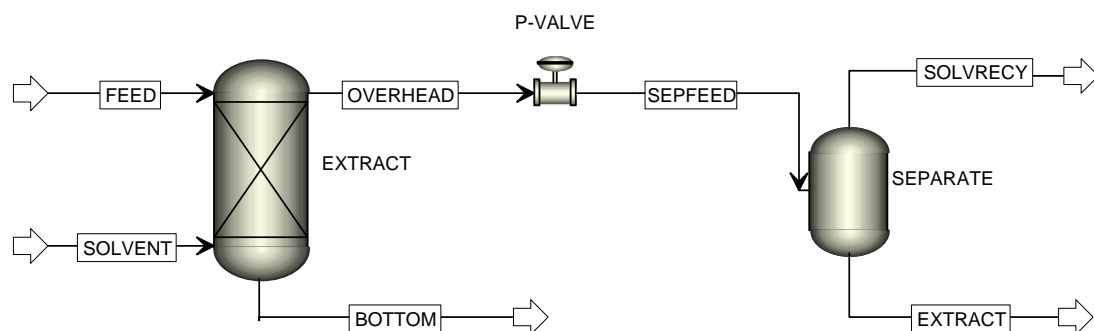 P-VALVE
FEED
OVERHEAD
SEPFEED
SOLVRECY
EXTRACT
SEPARATE
SOLVENT
BOTTOM
EXTRACT